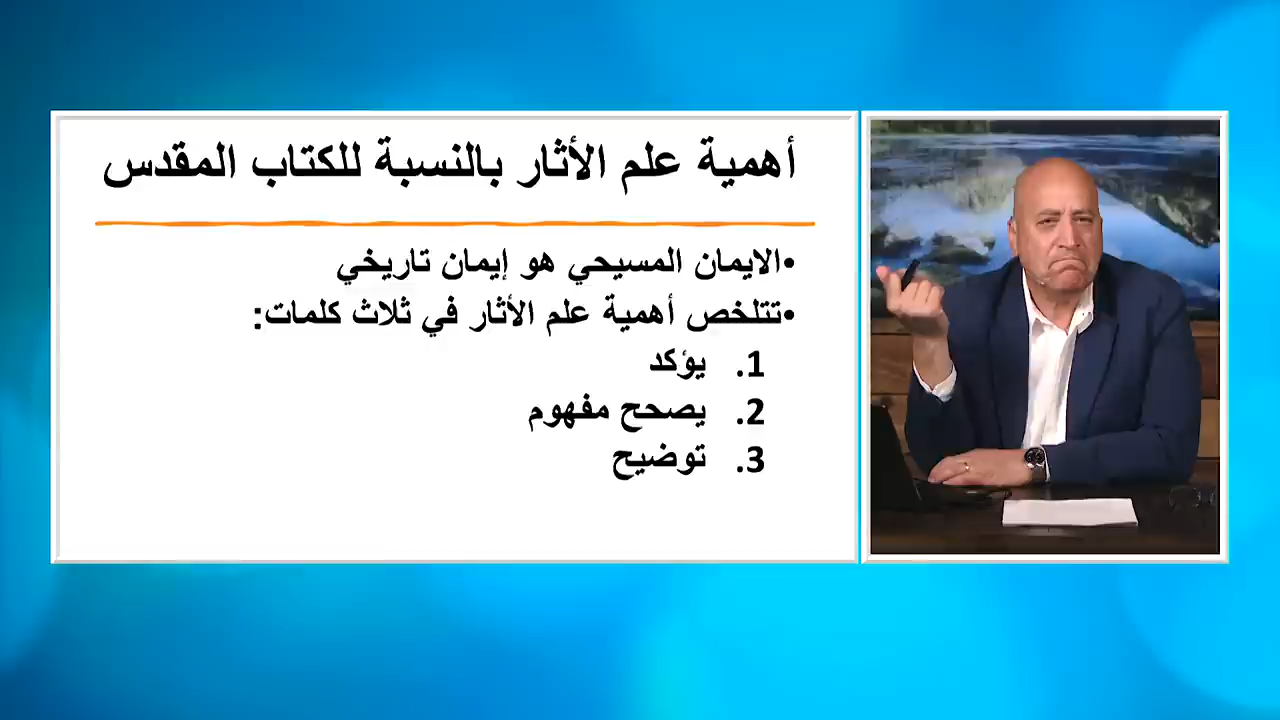 أهمية علم الأثار بالنسبة للكتاب المقدس
•الايمان المسيحي هو إيمان تاريخي
•تتلخص أهمية علم الأثار في ثلاث كلمات:
1. يؤكد
2. يصحح مفهوم
3. توضيح